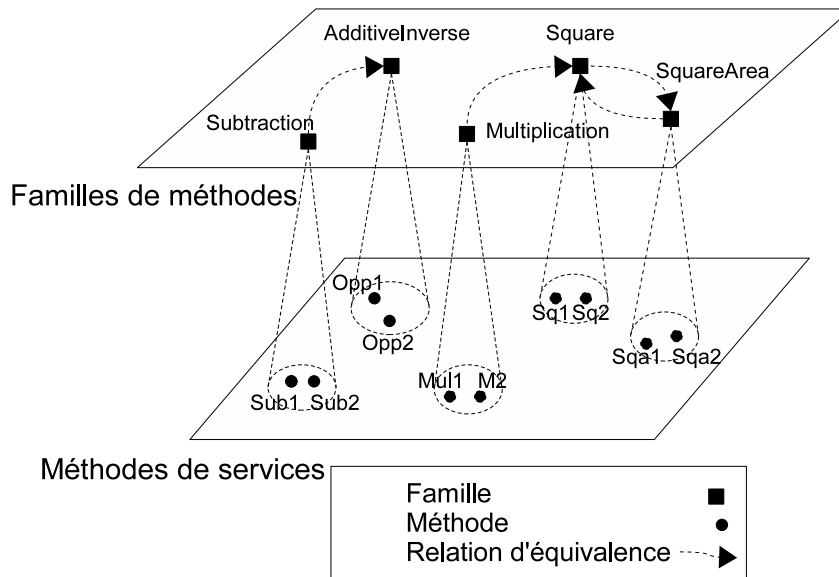 AdditiveInverse
Square
SquareArea
Subtraction
Multiplication
Familles de méthodes
Opp1
Opp2
Sq1 Sq2
Sqa1 Sqa2
Mul1 M2
Sub1 Sub2
Méthodes de services
Famille
Méthode
Relation d'équivalence